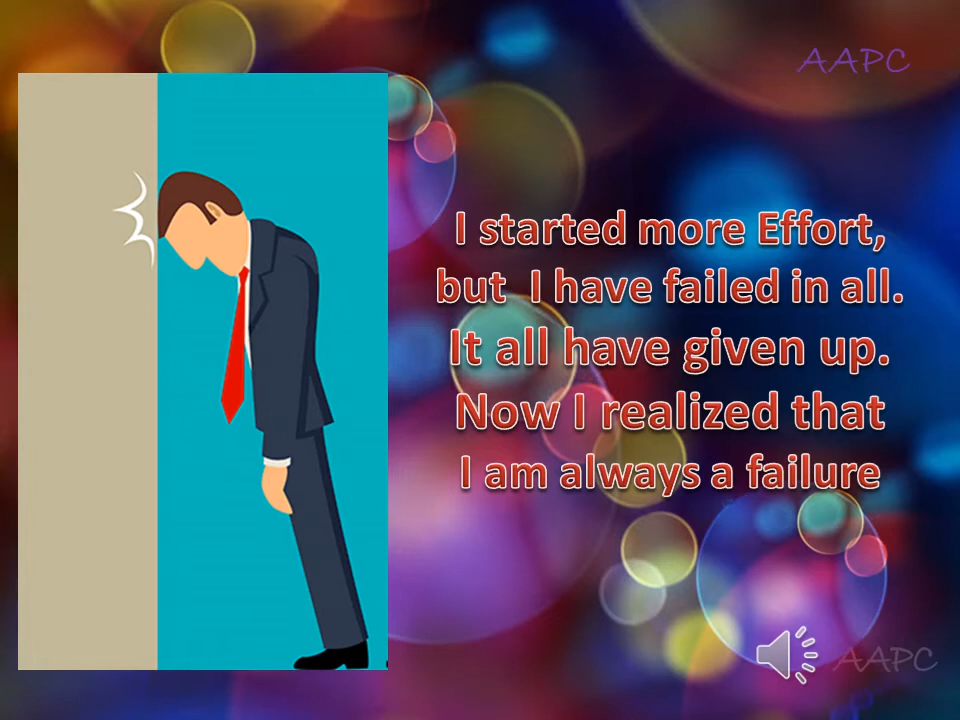 AAPC
I started more Effort,
but I have failed in all.
It all have given up.
Now I realized that
I am always a failure
AAPC